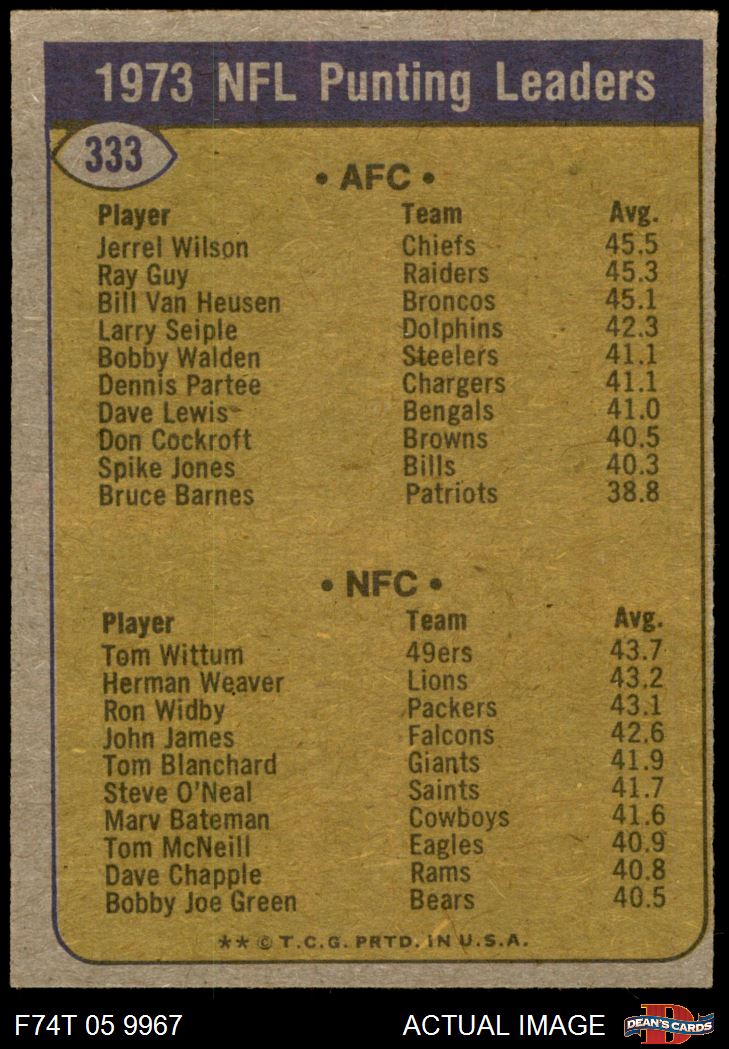 1973 NFL Punting Leaders
333
• AFC •
Player Team Avg.
Jerrel Wilson Chiefs 45.5
Ray Guy Raiders 45.3
Bill Van Heusen Broncos 45.1
Larry Seiple Dolphins 42.3
Bobby Walden Steelers 41.1
Dennis Partee Chargers 41.1
Dave Lewis Bengals 41.0
Don Cockroft Browns 40.5
Spike Jones Bills 40.3
Bruce Barnes Patriots 38.8
• NFC •
Player Team Avg.
Tom Wittum 49ers 43.7
Herman Weaver Lions 43.2
Ron Widby Packers 43.1
John James Falcons 42.6
Tom Blanchard Giants 41.9
Steve O'Neal Saints 41.7
Marv Bateman Cowboys 41.6
Tom McNeill Eagles 40.9
Dave Chapple Rams 40.8
Bobby Joe Green Bears 40.5
** © T.C.G. PRTD. IN U.S.A.
F74T 05 9967 ACTUAL IMAGE D DEAN'S CARDS